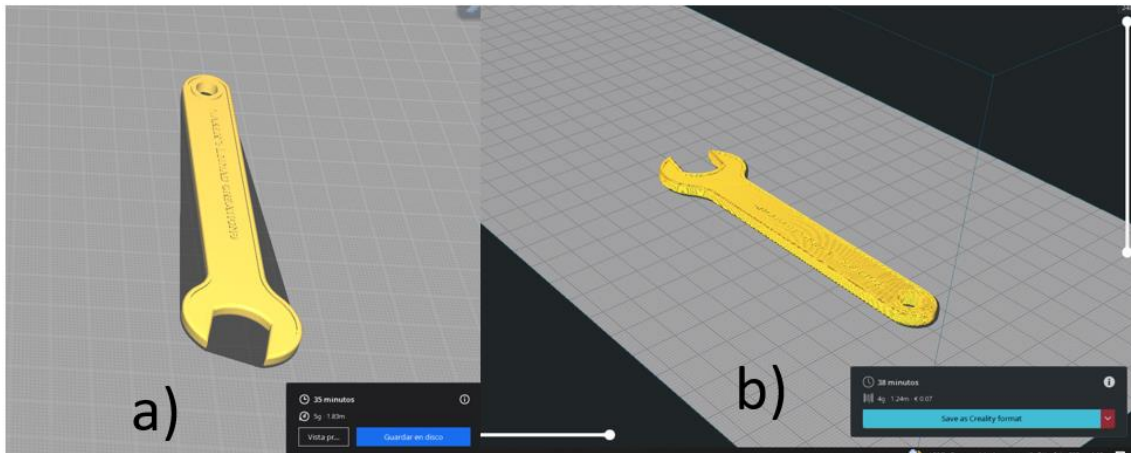 a)
35 minutos
5g · 1.83m
Vista pr...
Guardar en disco
b)
38 minutos
4g · 1.24m · € 0.07
Save as Creality format